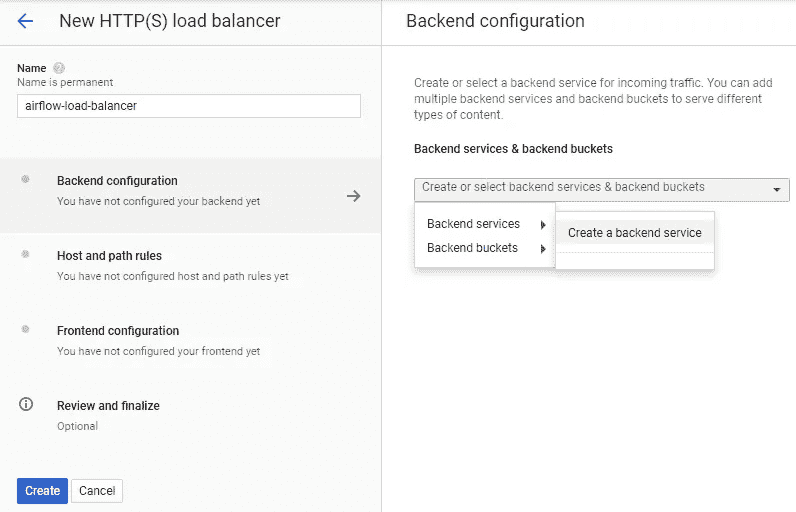 New HTTP(S) load balancer
Name
Name is permanent
airflow-load-balancer
Backend configuration
You have not configured your backend yet
Host and path rules
You have not configured host and path rules yet
Frontend configuration
You have not configured your frontend yet
Review and finalize
Optional
Create
Cancel
Backend configuration
Create or select a backend service for incoming traffic. You can add
multiple backend services and backend buckets to serve different
types of content.
Backend services & backend buckets
Create or select backend services & backend buckets
Backend services
Backend buckets
Create a backend service